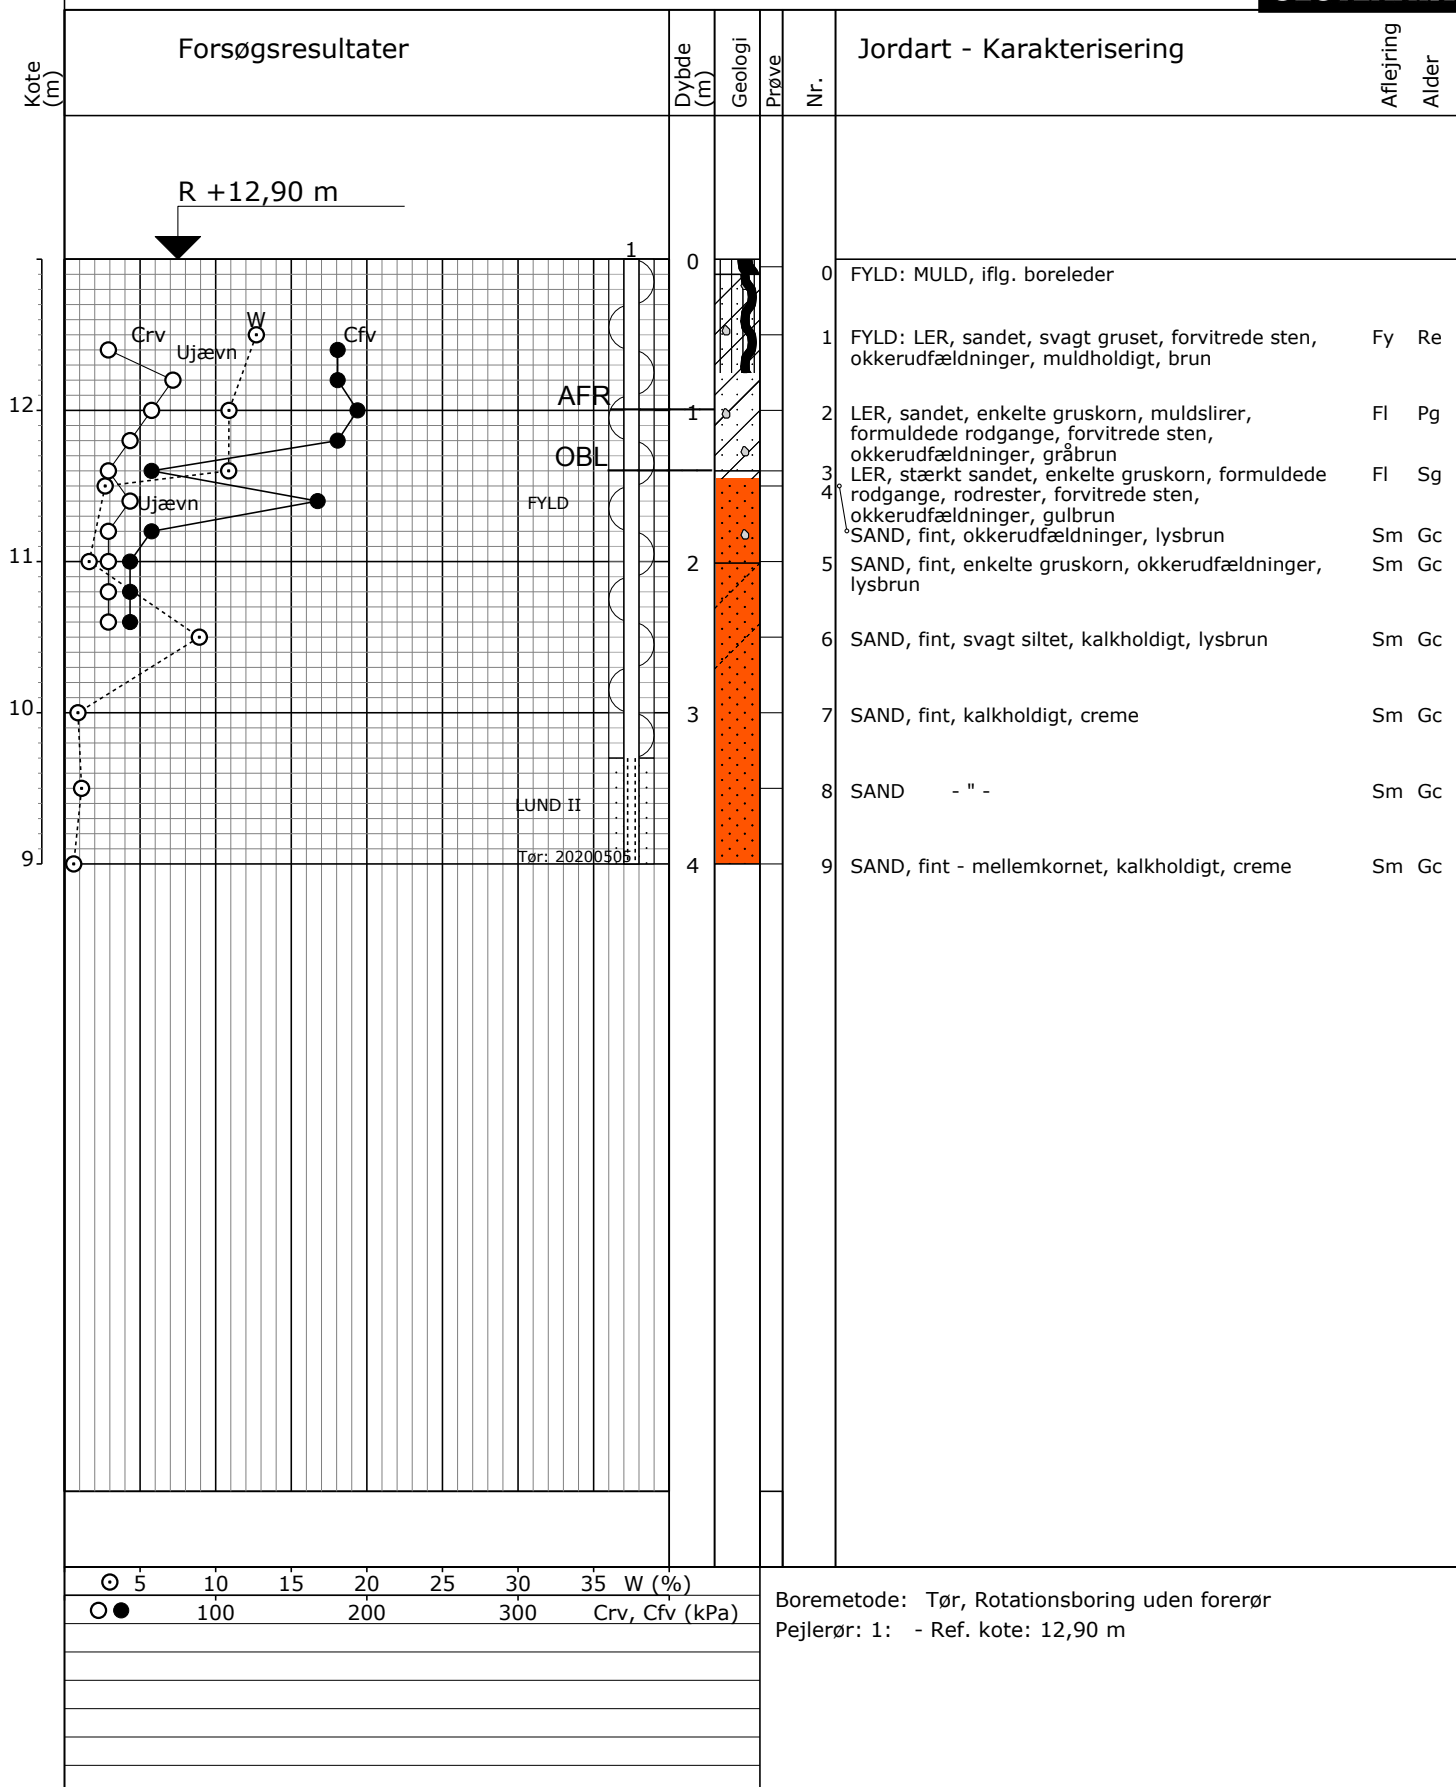 Kote (m)
Forsøgsresultater
Dybde (m)
Geologi
Prøve
Nr.
Jordart - Karakterisering
Aflejring
Alder
R +12,90 m
1
0
0 FYLD: MULD, iflg. boreleder
W
Crv
Cfv
Ujævn
1 FYLD: LER, sandet, svagt gruset, forvitrede sten, Fy Re
okkerudfældninger, muldholdigt, brun
AFR
12
1
2 LER, sandet, enkelte gruskorn, muldslirer, Fl Pg
formuldede rodgange, forvitrede sten,
okkerudfældninger, gråbrun
OBL
3 LER, stærkt sandet, enkelte gruskorn, formuldede Fl Sg
rodgange, rodrester, forvitrede sten,
okkerudfældninger, gulbrun
Ujævn
FYLD
4 SAND, fint, okkerudfældninger, lysbrun Sm Gc
11
2
5 SAND, fint, enkelte gruskorn, okkerudfældninger, Sm Gc
lysbrun
6 SAND, fint, svagt siltet, kalkholdigt, lysbrun Sm Gc
10
3
7 SAND, fint, kalkholdigt, creme Sm Gc
LUND II
8 SAND - " - Sm Gc
Tør: 20200505
9
4
9 SAND, fint - mellemkornet, kalkholdigt, creme Sm Gc
5 10 15 20 25 30 35 W (%)
100 200 300 Crv, Cfv (kPa)
Boremetode: Tør, Rotationsboring uden forerør
Pejlerør: 1: - Ref. kote: 12,90 m